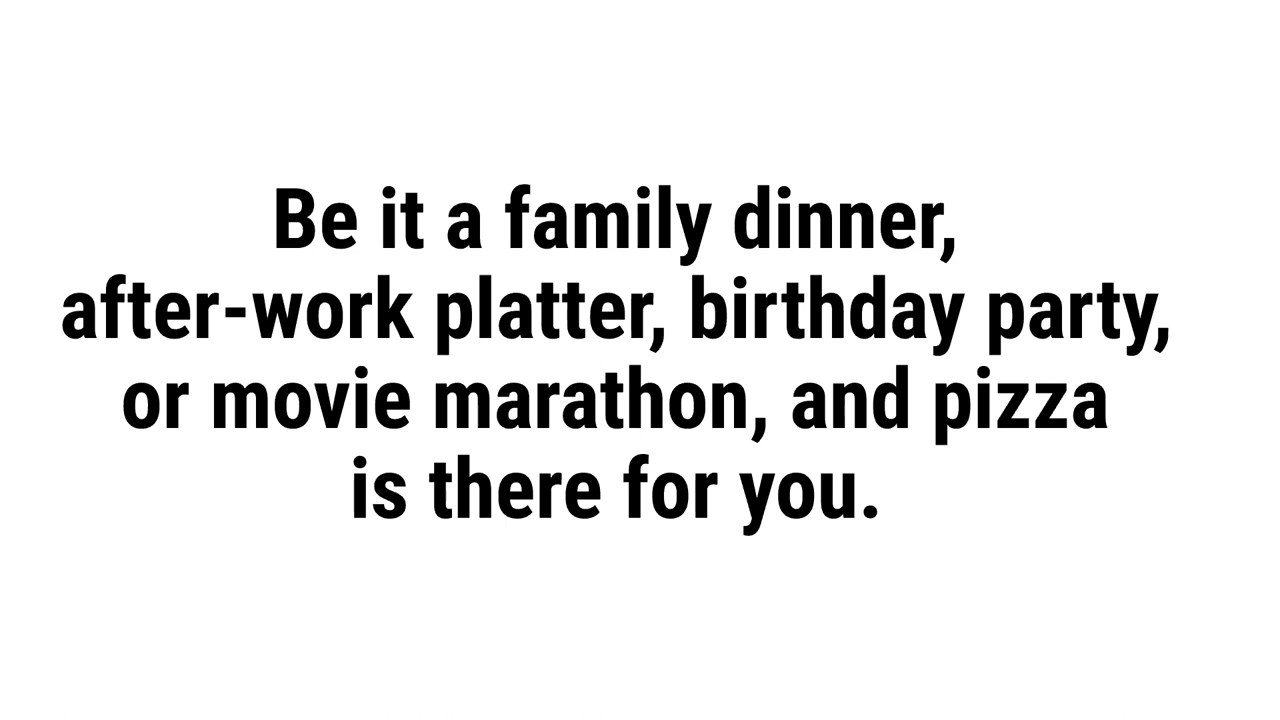 Be it a family dinner,
after-work platter, birthday party,
or movie marathon, and pizza
is there for you.